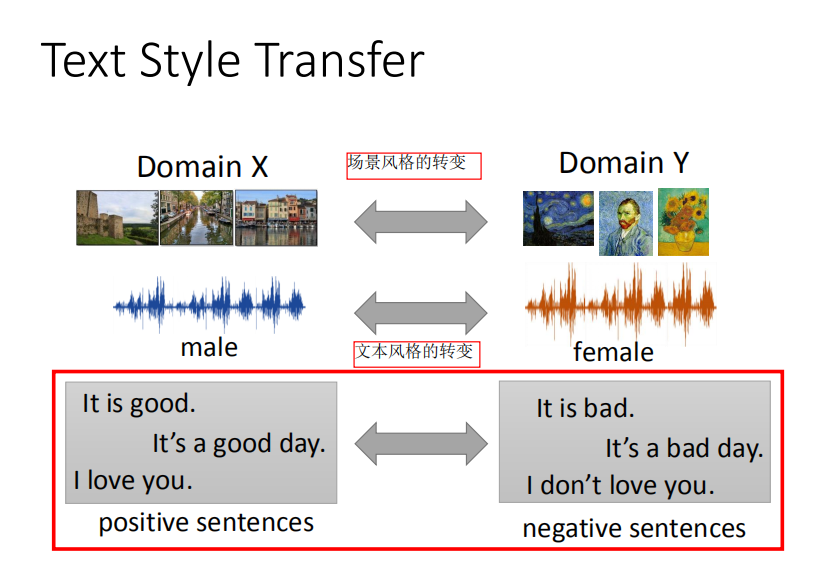 Text Style Transfer
Domain X
场景风格的转变
Domain Y
male
文本风格的转变
female
It is good.
It's a good day.
I love you.
positive sentences
It is bad.
It's a bad day.
I don't love you.
negative sentences